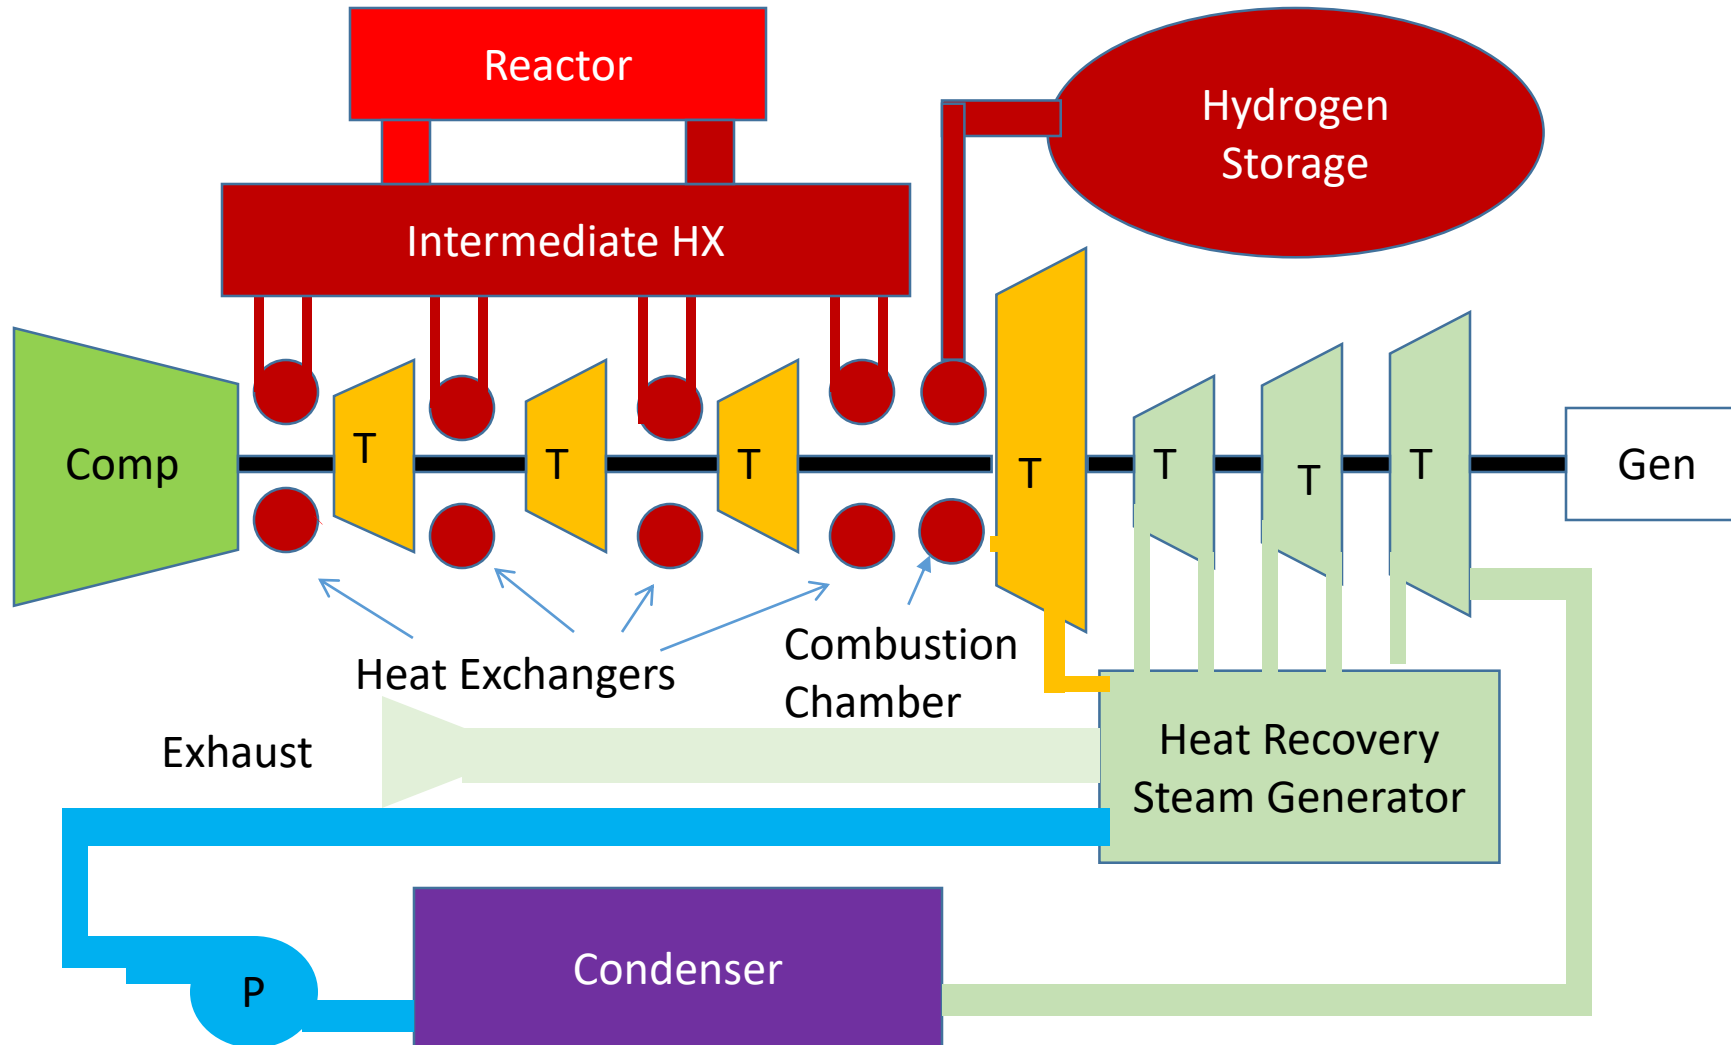 Reactor
Hydrogen
Storage
Intermediate HX
Comp
T
T
T
T
T
T
T
Gen
Heat Exchangers
Combustion
Chamber
Exhaust
Heat Recovery
Steam Generator
Condenser
P